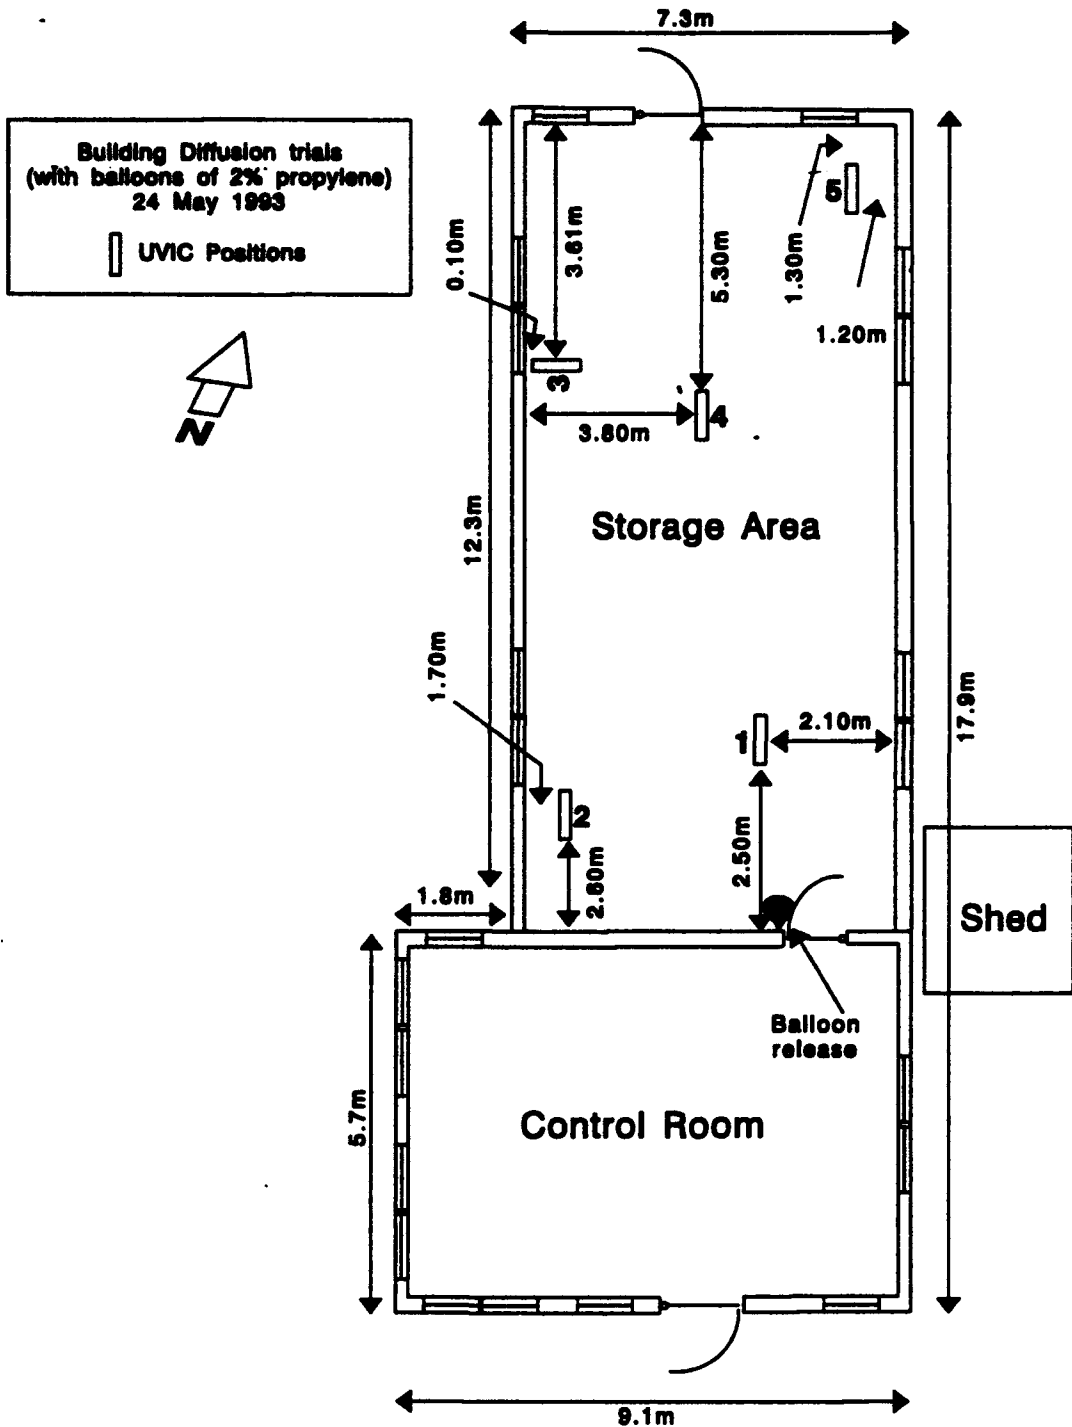 7.3m
Building Diffusion trials
(with balloons of 2% propylene)
24 May 1993
UVIC Positions
N
0.10m
3.61m
5.30m
1.30m
5
1.20m
3
4
3.80m
12.3m
Storage Area
1.70m
17.9m
1
2.10m
2
2.50m
2.60m
1.8m
Shed
Balloon
release
5.7m
Control Room
9.1m